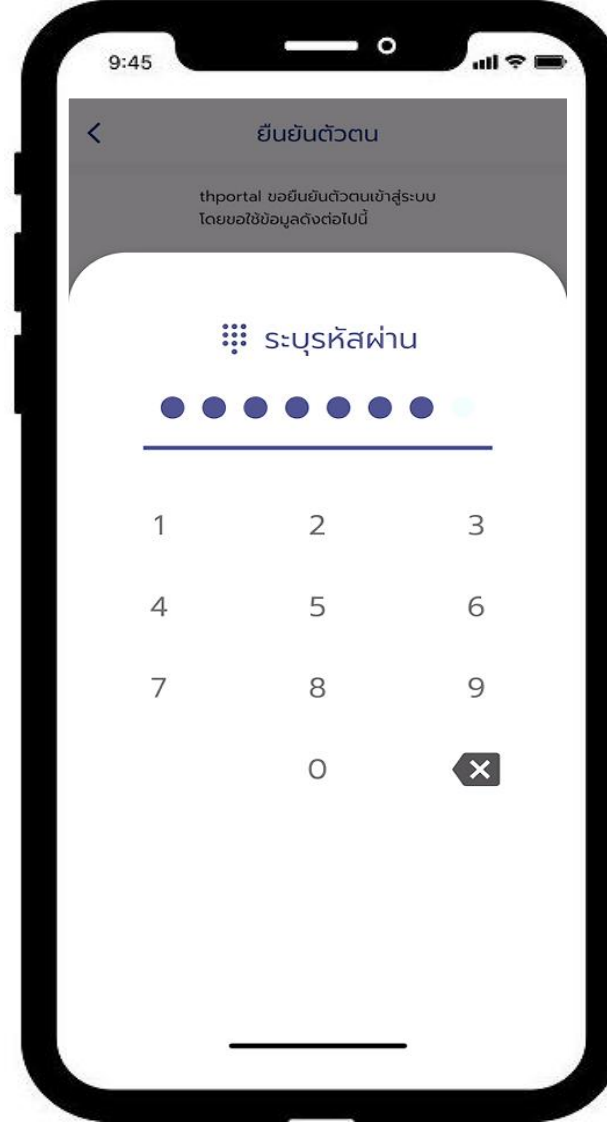 9:45
ยืนยันตัวตน
thportal ขอยืนยันตัวตนเข้าสู่ระบบ
โดยขอใช้ข้อมูลดังต่อไปนี้
ระบุรหัสผ่าน
1 2 3
4 5 6
7 8 9
0